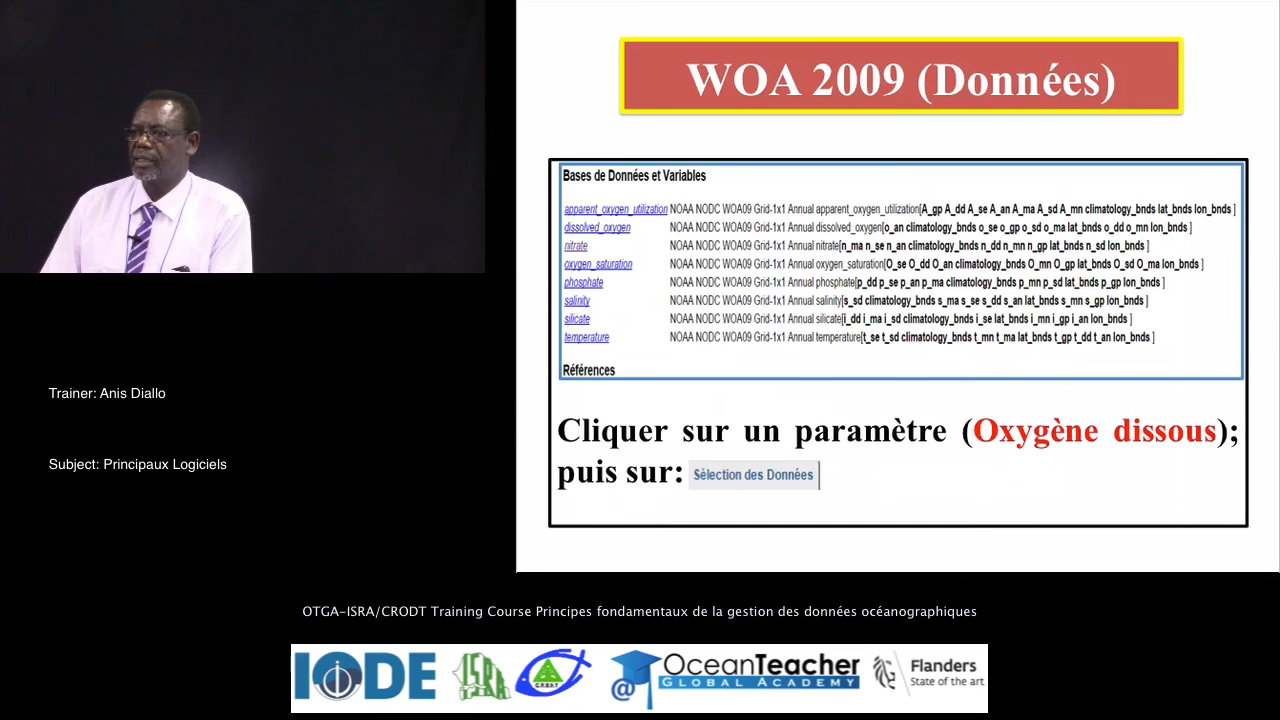 WOA 2009 (Données)
Bases de Données et Variables
apparent_oxygen_utilization NOAA NODC WOA09 Grid-1x1 Annual apparent_oxygen_utilization[A_gp A_dd A_se A_an A_ma A_sd A_mn climatology_bnds lat_bnds lon_bnds ]
dissolved_oxygen NOAA NODC WOA09 Grid-1x1 Annual dissolved_oxygen[o_an climatology_bnds o_se o_gp o_sd o_ma lat_bnds o_dd o_mn lon_bnds ]
nitrate NOAA NODC WOA09 Grid-1x1 Annual nitrate[n_ma n_se n_an climatology_bnds n_dd n_mn n_gp lat_bnds n_sd lon_bnds ]
oxygen_saturation NOAA NODC WOA09 Grid-1x1 Annual oxygen_saturation[O_se O_dd O_an climatology_bnds O_mn O_gp lat_bnds O_sd O_ma lon_bnds ]
phosphate NOAA NODC WOA09 Grid-1x1 Annual phosphate[p_dd p_se p_an p_ma climatology_bnds p_mn p_sd lat_bnds p_gp lon_bnds ]
salinity NOAA NODC WOA09 Grid-1x1 Annual salinity[s_sd climatology_bnds s_ma s_se s_dd s_an lat_bnds s_mn s_gp lon_bnds ]
silicate NOAA NODC WOA09 Grid-1x1 Annual silicate[i_dd i_ma i_sd climatology_bnds i_se lat_bnds i_mn i_gp i_an lon_bnds ]
temperature NOAA NODC WOA09 Grid-1x1 Annual temperature[t_se t_sd climatology_bnds t_mn t_ma lat_bnds t_gp t_dd t_an lon_bnds ]
Références
Cliquer sur un paramètre (Oxygène dissous);
puis sur: Sélection des Données
Trainer: Anis Diallo
Subject: Principaux Logiciels
OTGA-ISRA/CRODT Training Course Principes fondamentaux de la gestion des données océanographiques
IODE
ISRA
@
OceanTeacher
GLOBAL ACADEMY
Flanders
State of the art